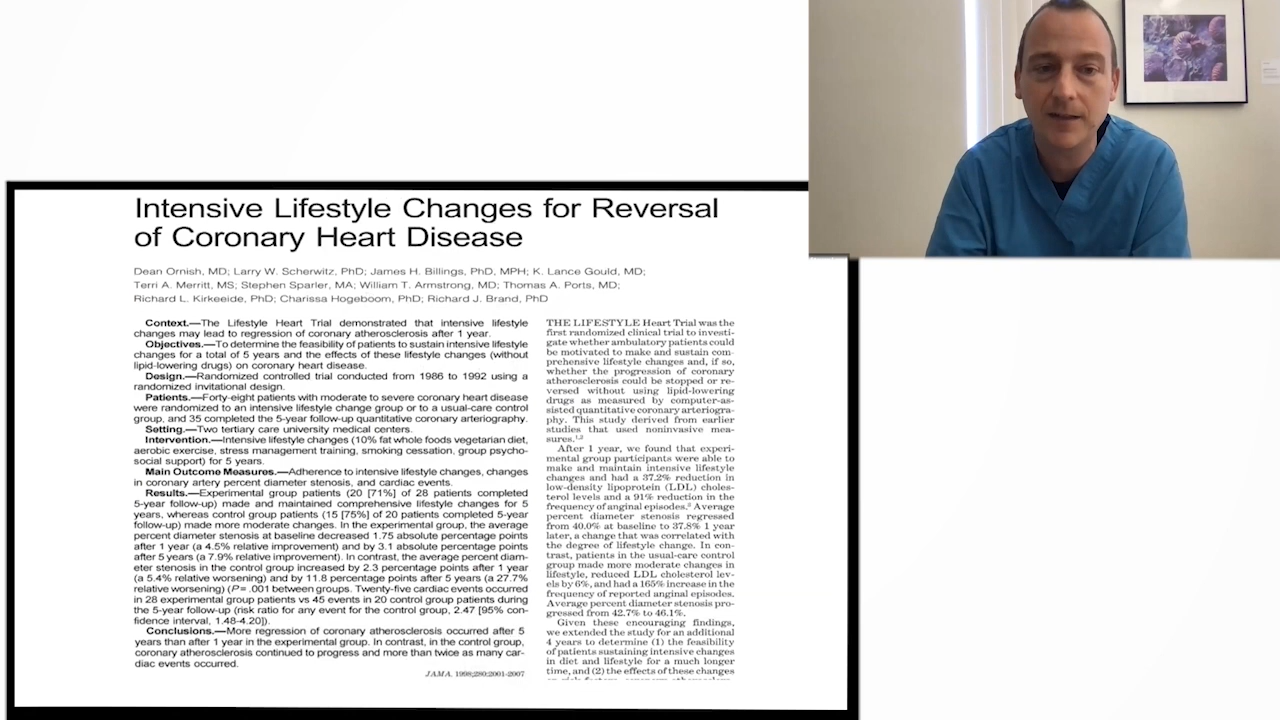 Intensive Lifestyle Changes for Reversal
of Coronary Heart Disease
Dean Ornish, MD; Larry W. Scherwitz, PhD; James H. Billings, PhD, MPH; K. Lance Gould, MD;
Terri A. Merritt, MS; Stephen Sparler, MA; William T. Armstrong, MD; Thomas A. Ports, MD;
Richard L. Kirkeeide, PhD; Charissa Hogeboom, PhD; Richard J. Brand, PhD
Context.—The Lifestyle Heart Trial demonstrated that intensive lifestyle
changes may lead to regression of coronary atherosclerosis after 1 year.
Objectives.—To determine the feasibility of patients to sustain intensive lifestyle
changes for a total of 5 years and the effects of these lifestyle changes (without
lipid-lowering drugs) on coronary heart disease.
Design.—Randomized controlled trial conducted from 1986 to 1992 using a
randomized invitational design.
Patients.—Forty-eight patients with moderate to severe coronary heart disease
were randomized to an intensive lifestyle change group or to a usual-care control
group, and 35 completed the 5-year follow-up quantitative coronary arteriography.
Setting.—Two tertiary care university medical centers.
Intervention.—Intensive lifestyle changes (10% fat whole foods vegetarian diet,
aerobic exercise, stress management training, smoking cessation, group psycho-
social support) for 5 years.
Main Outcome Measures.—Adherence to intensive lifestyle changes, changes
in coronary artery percent diameter stenosis, and cardiac events.
Results.—Experimental group patients (20 [71%] of 28 patients completed
5-year follow-up) made and maintained comprehensive lifestyle changes for 5
years, whereas control group patients (15 [75%] of 20 patients completed 5-year
follow-up) made more moderate changes. In the experimental group, the average
percent diameter stenosis at baseline decreased 1.75 absolute percentage points
after 1 year (a 4.5% relative improvement) and by 3.1 absolute percentage points
after 5 years (a 7.9% relative improvement). In contrast, the average percent diam-
eter stenosis in the control group increased by 2.3 percentage points after 1 year
(a 5.4% relative worsening) and by 11.8 percentage points after 5 years (a 27.7%
relative worsening) (P= .001 between groups. Twenty-five cardiac events occurred
in 28 experimental group patients vs 45 events in 20 control group patients during
the 5-year follow-up (risk ratio for any event for the control group, 2.47 [95% con-
fidence interval, 1.48-4.20]).
Conclusions.—More regression of coronary atherosclerosis occurred after 5
years than after 1 year in the experimental group. In contrast, in the control group,
coronary atherosclerosis continued to progress and more than twice as many car-
diac events occurred.
JAMA. 1998;280:2001-2007
THE LIFESTYLE Heart Trial was the
first randomized clinical trial to investi-
gate whether ambulatory patients could
be motivated to make and sustain com-
prehensive lifestyle changes and, if so,
whether the progression of coronary
atherosclerosis could be stopped or re-
versed without using lipid-lowering
drugs as measured by computer-as-
sisted quantitative coronary arteriogra-
phy. This study derived from earlier
studies that used noninvasive mea-
sures.1,2
After 1 year, we found that experi-
mental group participants were able to
make and maintain intensive lifestyle
changes and had a 37.2% reduction in
low-density lipoprotein (LDL) choles-
terol levels and a 91% reduction in the
frequency of anginal episodes.3 Average
percent diameter stenosis regressed
from 40.0% at baseline to 37.8% 1 year
later, a change that was correlated with
the degree of lifestyle change. In con-
trast, patients in the usual-care control
group made more moderate changes in
lifestyle, reduced LDL cholesterol lev-
els by 6%, and had a 165% increase in the
frequency of reported anginal episodes.
Average percent diameter stenosis pro-
gressed from 42.7% to 46.1%.
Given these encouraging findings,
we extended the study for an additional
4 years to determine (1) the feasibility
of patients sustaining intensive changes
in diet and lifestyle for a much longer
time, and (2) the effects of these changes